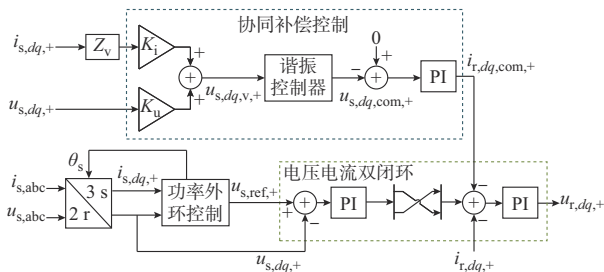 协同补偿控制
i_{s,dq,+}
Z_v
K_i
+
+
u_{s,dq,+}
K_u
u_{s,dq,v,+}
谐振
控制器
−
u_{s,dq,com,+}
0
+
PI
i_{r,dq,com,+}
θ_s
i_{s,abc}
u_{s,abc}
3 s
2 r
i_{s,dq,+}
功率外
环控制
u_{s,ref,+}
电压电流双闭环
+
−
PI
−
−
PI
u_{r,dq,+}
u_{s,dq,+}
i_{r,dq,+}